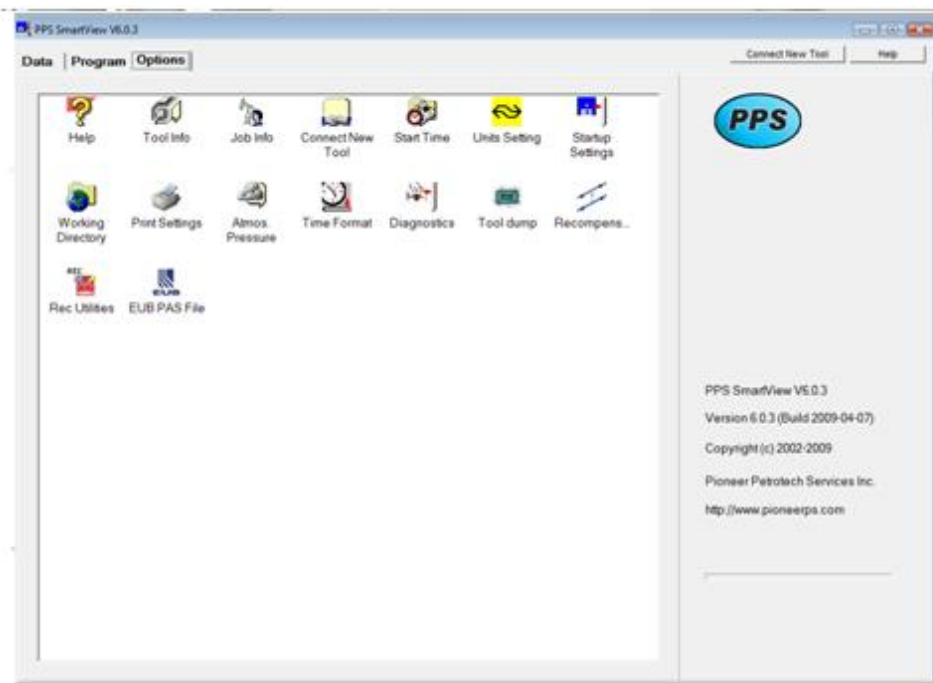 PPS SmartView V6.0.3
Data
Program
Options
Connect New Tool
Help
Help
Tool Info
Job Info
Connect New
Tool
Start Time
Units Setting
Startup
Settings
Working
Directory
Print Settings
Atmos.
Pressure
Time Format
Diagnostics
Tool dump
Recompens...
REC
Rec Utilities
EUB
EUB PAS File
PPS
PPS SmartView V6.0.3
Version 6.0.3 (Build 2009-04-07)
Copyright (c) 2002-2009
Pioneer Petrotech Services Inc.
http://www.pioneerps.com